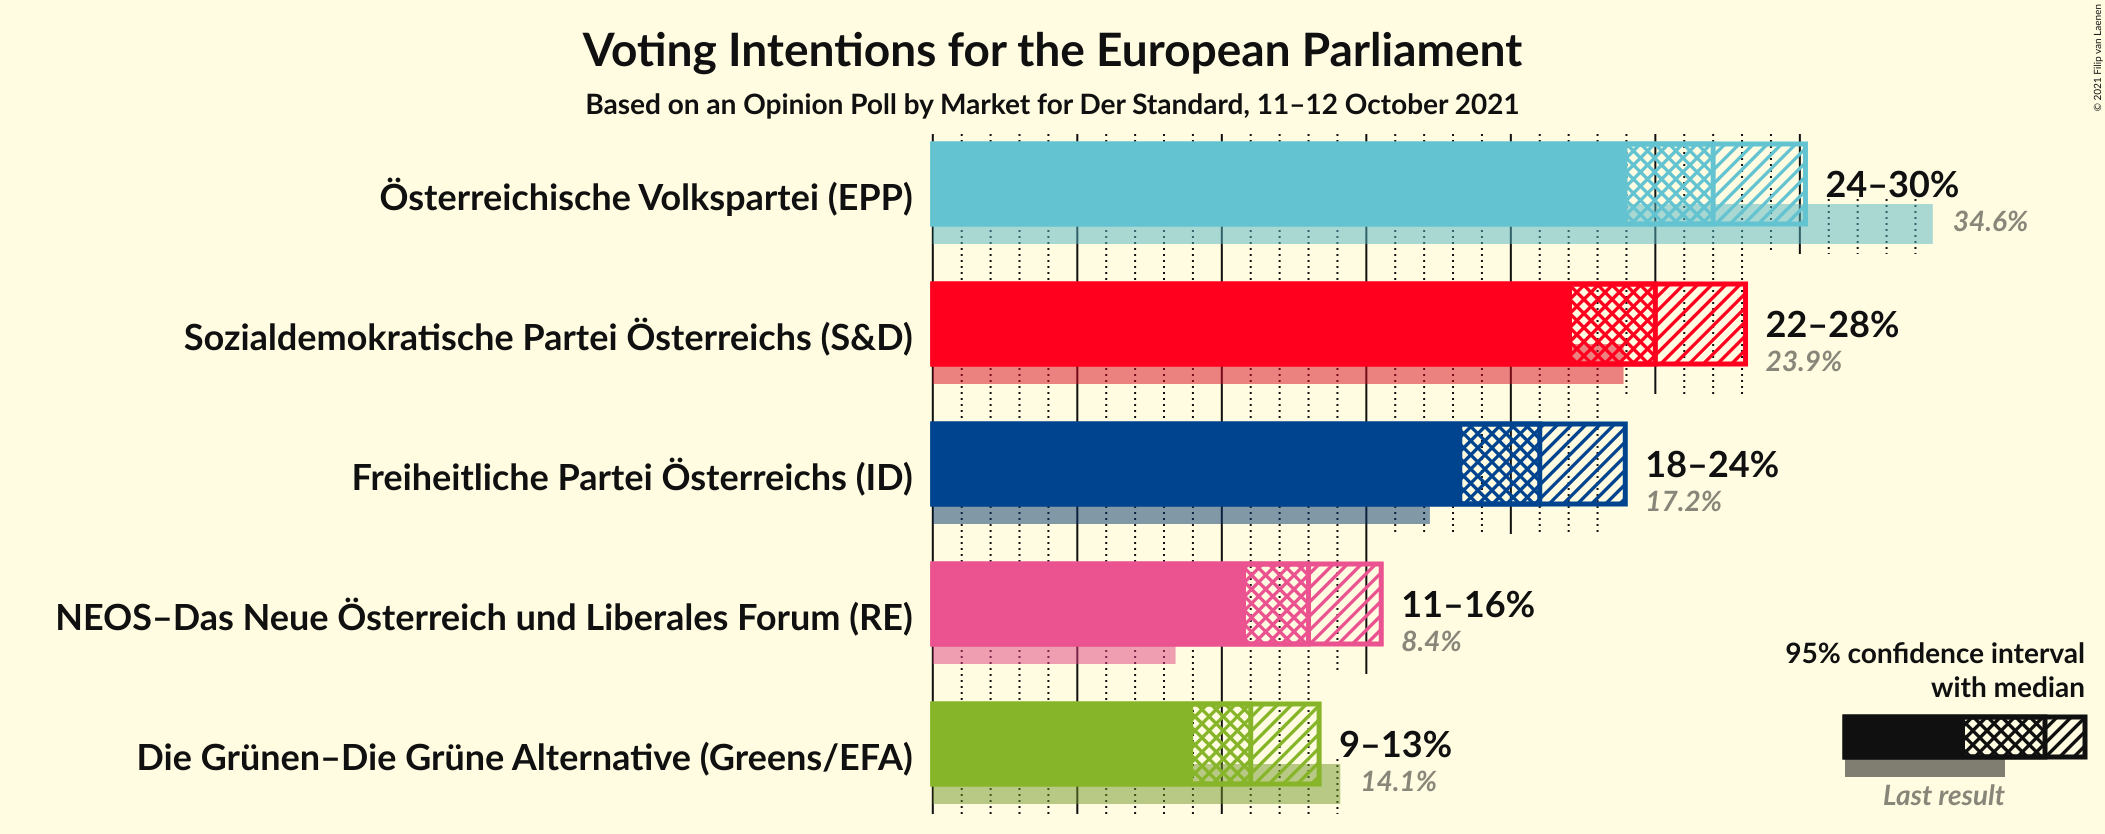 Voting Intentions for the European Parliament
Based on an Opinion Poll by Market for Der Standard, 11–12 October 2021
© 2021 Filip van Laenen
Österreichische Volkspartei (EPP)
24–30%
34.6%
Sozialdemokratische Partei Österreichs (S&D)
22–28%
23.9%
Freiheitliche Partei Österreichs (ID)
18–24%
17.2%
NEOS–Das Neue Österreich und Liberales Forum (RE)
11–16%
8.4%
Die Grünen–Die Grüne Alternative (Greens/EFA)
9–13%
14.1%
95% confidence interval
with median
Last result